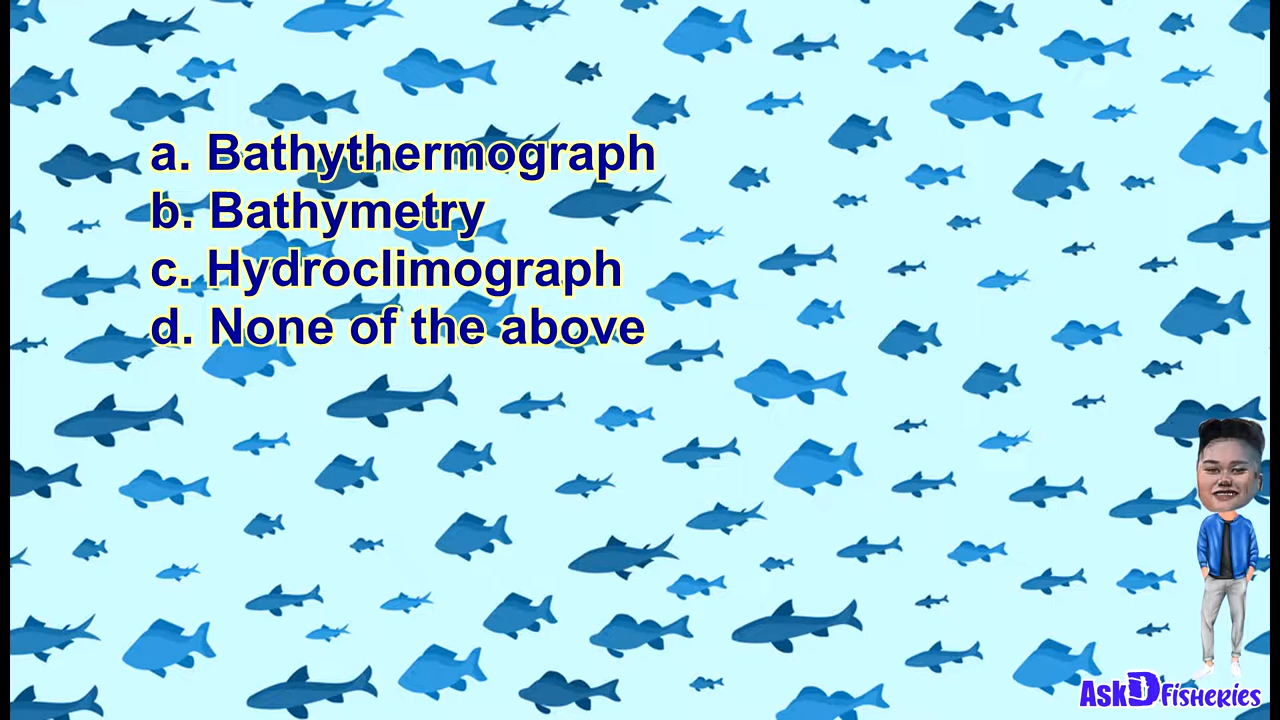 a. Bathythermograph
b. Bathymetry
c. Hydroclimograph
d. None of the above
AskDFisheries